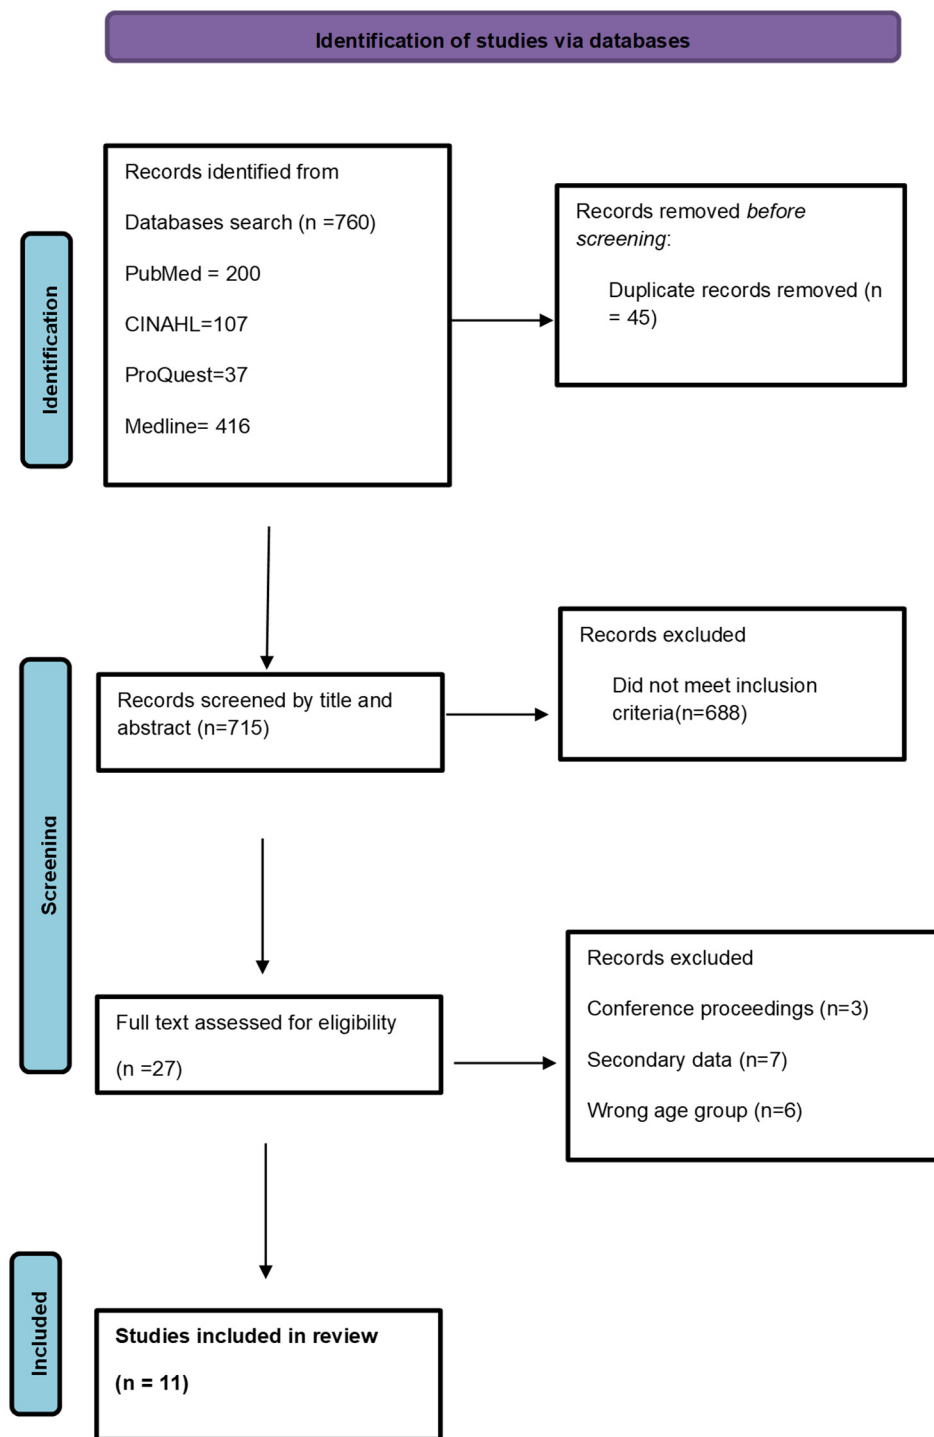 Identification of studies via databases
Identification
Records identified from
Databases search (n =760)
PubMed = 200
CINAHL=107
ProQuest=37
Medline= 416
Records removed before
screening:
Duplicate records removed (n
= 45)
Screening
Records screened by title and
abstract (n=715)
Records excluded
Did not meet inclusion
criteria(n=688)
Full text assessed for eligibility
(n =27)
Records excluded
Conference proceedings (n=3)
Secondary data (n=7)
Wrong age group (n=6)
Included
Studies included in review
(n = 11)